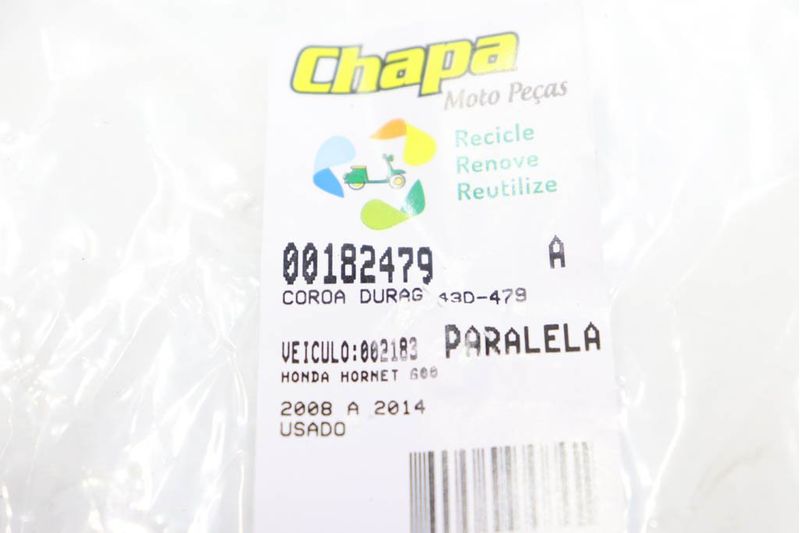 Chapa
Moto Peças
Recicle
Renove
Reutilize
00182479 A
COROA DURAG 43D-479
VEICULO:002183 PARALELA
HONDA HORNET 600
2008 A 2014
USADO